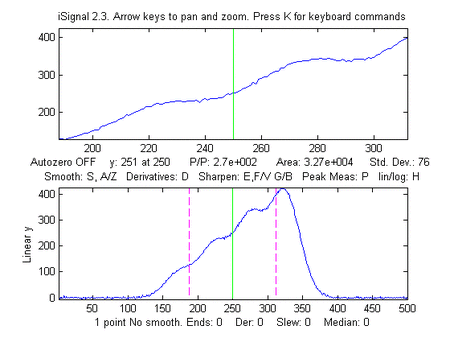 iSignal 2.3. Arrow keys to pan and zoom. Press K for keyboard commands
400
300
200
200 220 240 260 280 300
Autozero OFF y: 251 at 250 P/P: 2.7e+002 Area: 3.27e+004 Std. Dev.: 76
Smooth: S, A/Z Derivatives: D Sharpen: E,F/V G/B Peak Meas: P lin/log: H
400
300
200
100
0
Linear y
50 100 150 200 250 300 350 400 450 500
1 point No smooth. Ends: 0 Der: 0 Slew: 0 Median: 0